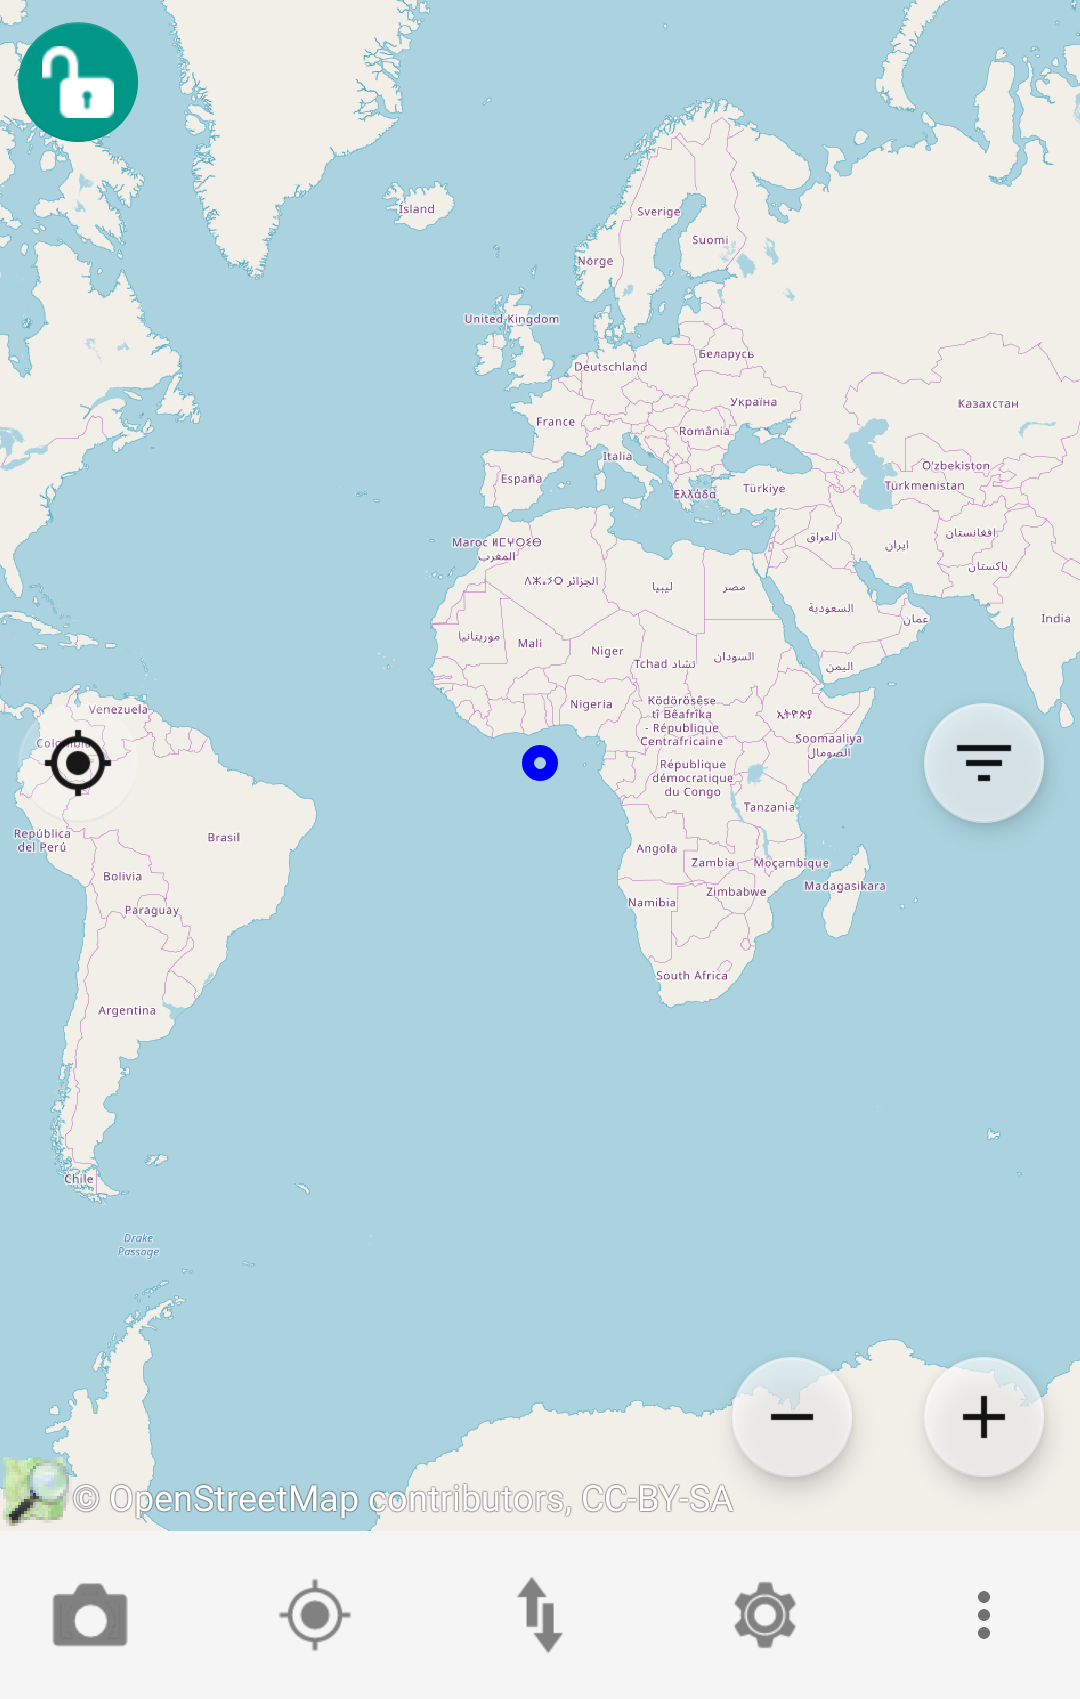 Island
Sverige
Suomi
Norge
United Kingdom
Беларусь
Deutschland
Україна
Казахстан
France
România
Italia
O'zbekiston
España
Türkmenistan
Türkiye
Ελλάδα
العراق
افغانستان
ایران
Maroc ⵍⵎⵖⵔⵉⴱ
المغرب
پاکستان
ⴷⵣⴰⵢⵔ الجزائر
ليبيا
مصر
السعودية
عمان
India
موريتانيا
Mali
Niger
Tchad تشاد
السودان
اليمن
Venezuela
Nigeria
Ködörösêse
tî Bêafrîka
- République
Centrafricaine
ኢትዮጵያ
Colombia
Soomaaliya
الصومال
République
démocratique
du Congo
Tanzania
República
del Perú
Brasil
Angola
Zambia
Moçambique
Bolivia
Zimbabwe
Madagasikara
Namibia
Paraguay
South Africa
Argentina
Chile
Drake
Passage
© OpenStreetMap contributors, CC-BY-SA